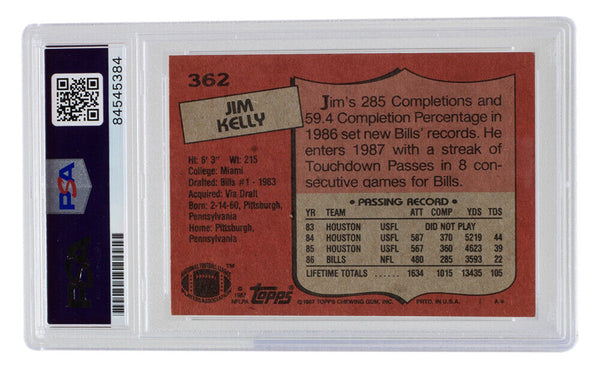 PSA
84545384
362
JIM
KELLY
Ht: 6' 3" Wt: 215
College: Miami
Drafted: Bills #1 - 1983
Acquired: Via Draft
Born: 2-14-60, Pittsburgh,
Pennsylvania
Home: Pittsburgh,
Pennsylvania
Jim's 285 Completions and
59.4 Completion Percentage in
1986 set new Bills' records. He
enters 1987 with a streak of
Touchdown Passes in 8 con-
secutive games for Bills.
• PASSING RECORD •
YR TEAM ATT COMP YDS TDS
83 HOUSTON USFL DID NOT PLAY
84 HOUSTON USFL 587 370 5219 44
85 HOUSTON USFL 567 360 4623 39
86 BILLS NFL 480 285 3593 22
LIFETIME TOTALS ...... 1634 1015 13435 105
TM
© 1987 NFLPA
topps
© 1987 TOPPS CHEWING GUM, INC. PRTD. IN U.S.A.
PSA